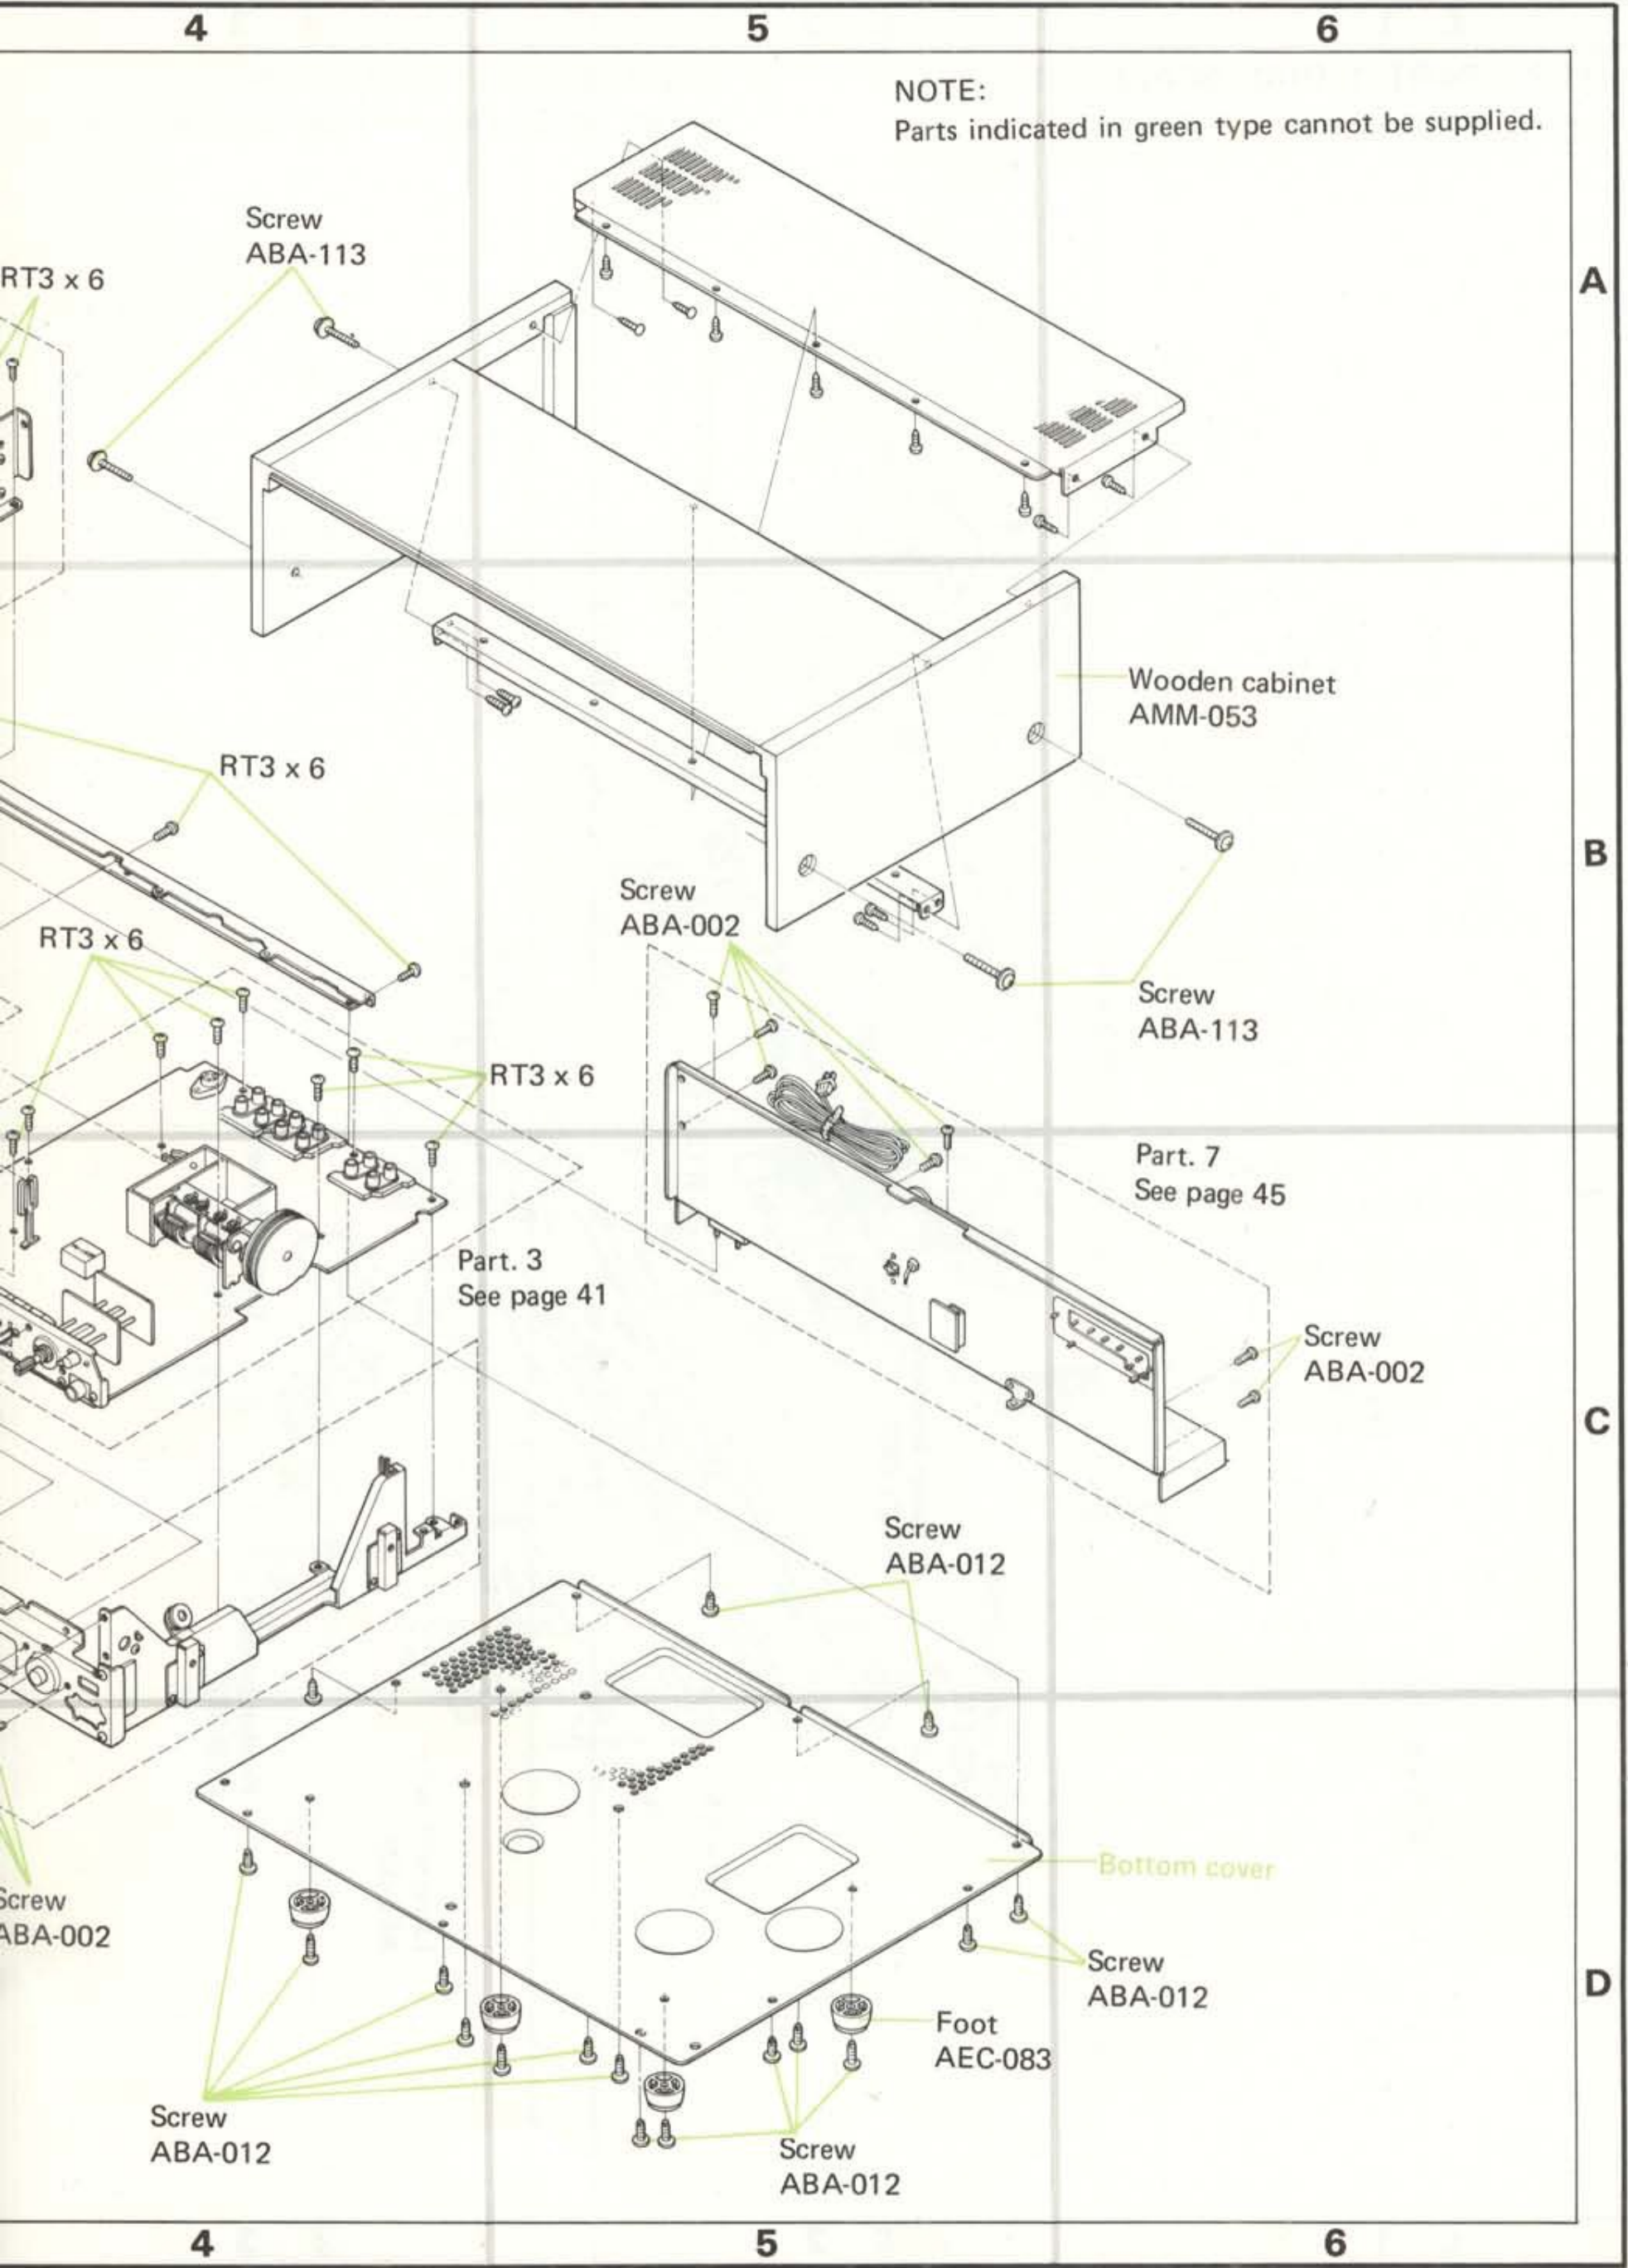 4 5 6
NOTE:
Parts indicated in green type cannot be supplied.
Screw
ABA-113
RT3 x 6
A
Wooden cabinet
AMM-053
RT3 x 6
B
Screw
ABA-002
RT3 x 6
Screw
ABA-113
RT3 x 6
Part. 7
See page 45
Part. 3
See page 41
Screw
ABA-002
C
Screw
ABA-012
Bottom cover
Screw
ABA-002
Screw
ABA-012
D
Foot
AEC-083
Screw
ABA-012
Screw
ABA-012
4 5 6